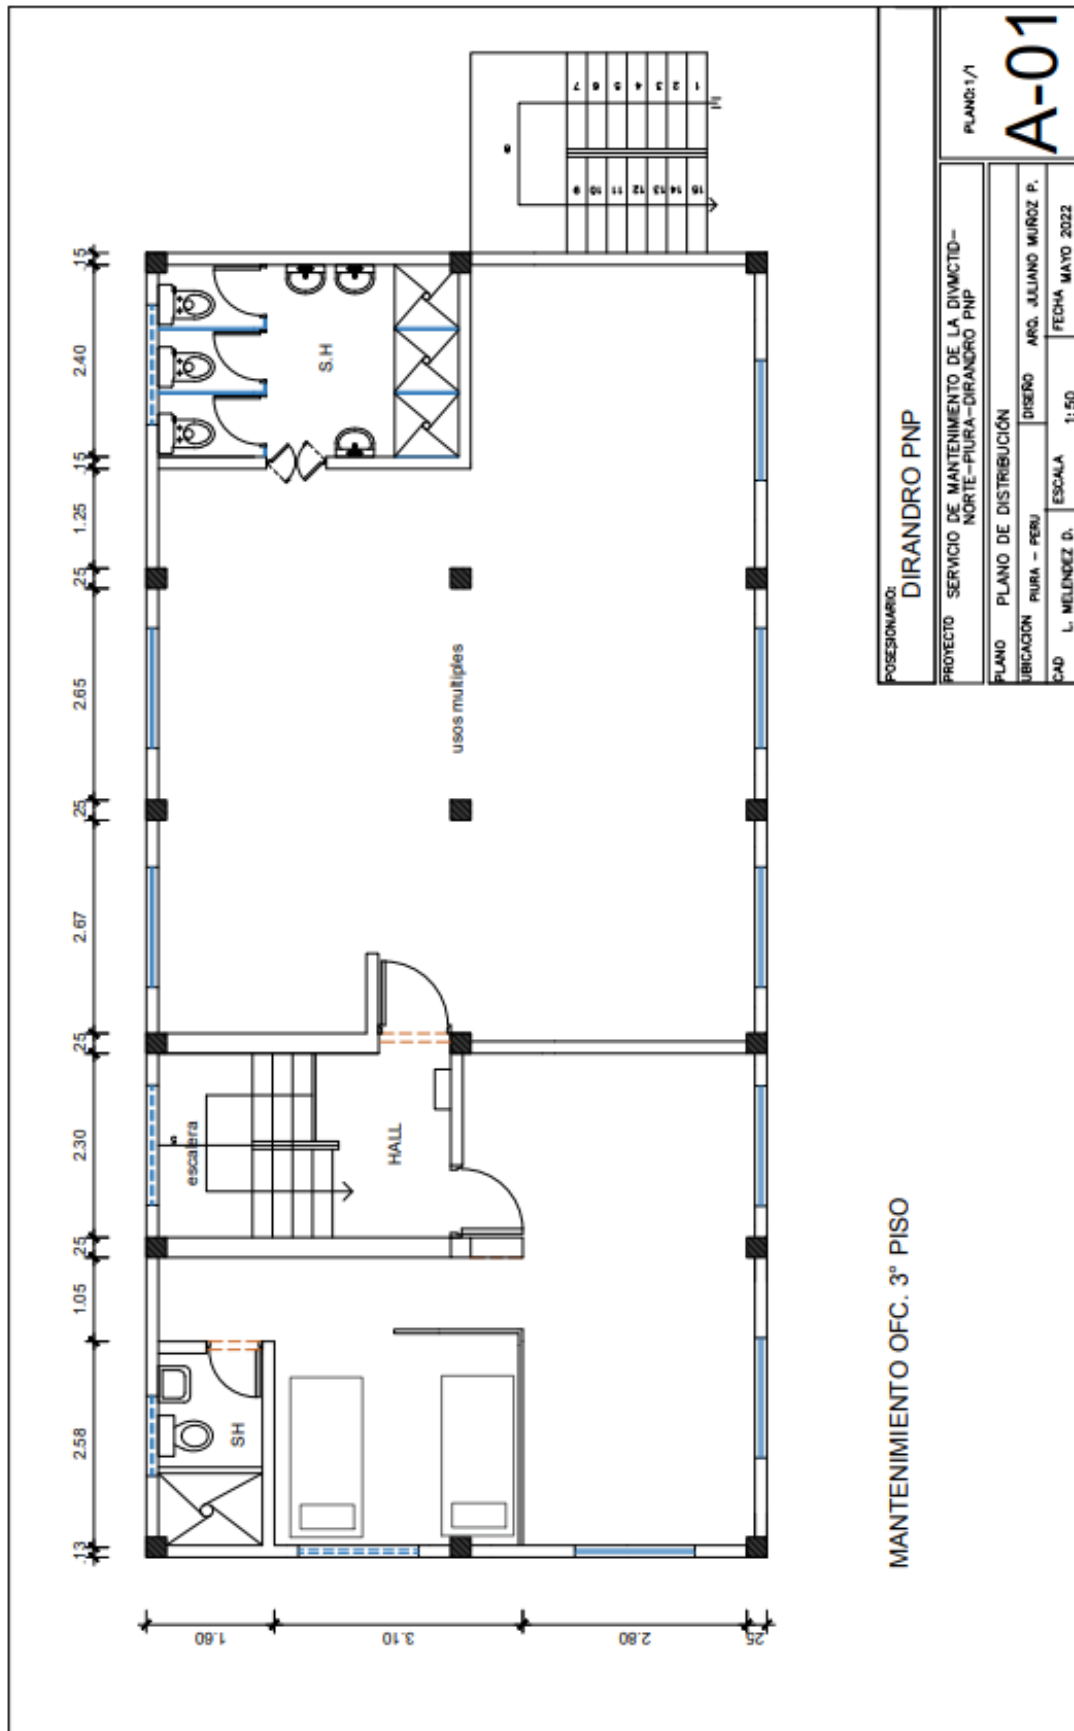 .15
2.40
.15
1.25
.25
2.65
.25
2.67
.25
2.30
.25
1.05
2.58
.13
1.60
3.10
2.80
.25
S.H
usos multiples
escalera
HALL
SH
1
2
3
4
5
6
7
8
9
10
11
12
13
14
15
MANTENIMIENTO OFC. 3° PISO
POSESIONARIO:
DIRANDRO PNP
PROYECTO SERVICIO DE MANTENIMIENTO DE LA DIVMCTID-
NORTE-PIURA-DIRANDRO PNP
PLANO PLANO DE DISTRIBUCIÓN
UBICACION PIURA - PERU
DISEÑO ARQ. JULIANO MUÑOZ P.
CAD L. MELENDEZ D.
ESCALA 1:50
FECHA MAYO 2022
PLANO:1/1
A-01